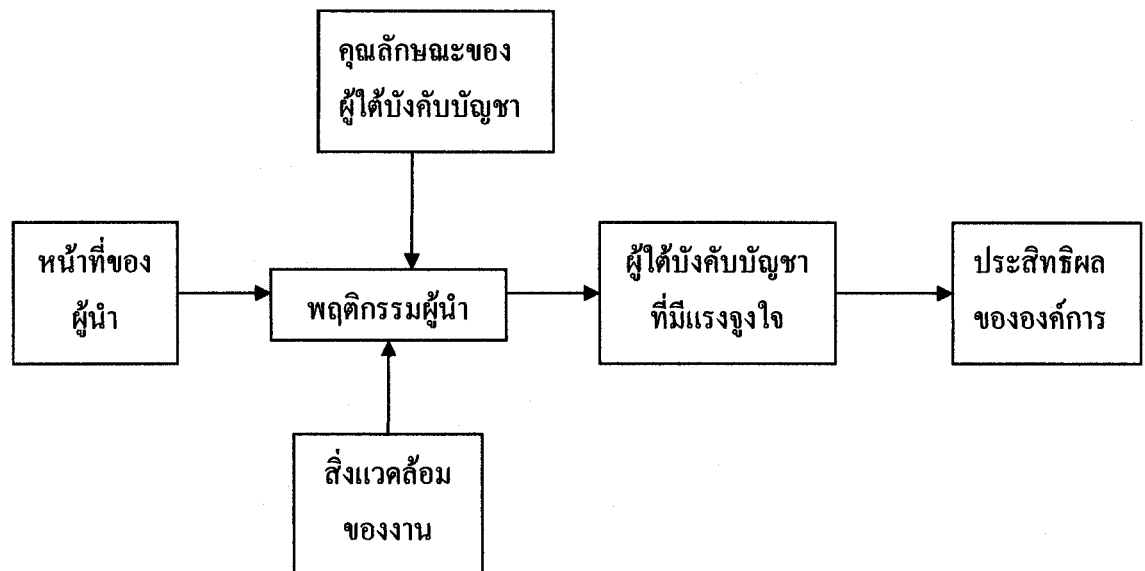 คุณลักษณะของ
ผู้ใต้บังคับบัญชา
หน้าที่ของ
ผู้นำ
พฤติกรรมผู้นำ
ผู้ใต้บังคับบัญชา
ที่มีแรงจูงใจ
ประสิทธิผล
ขององค์การ
สิ่งแวดล้อม
ของงาน